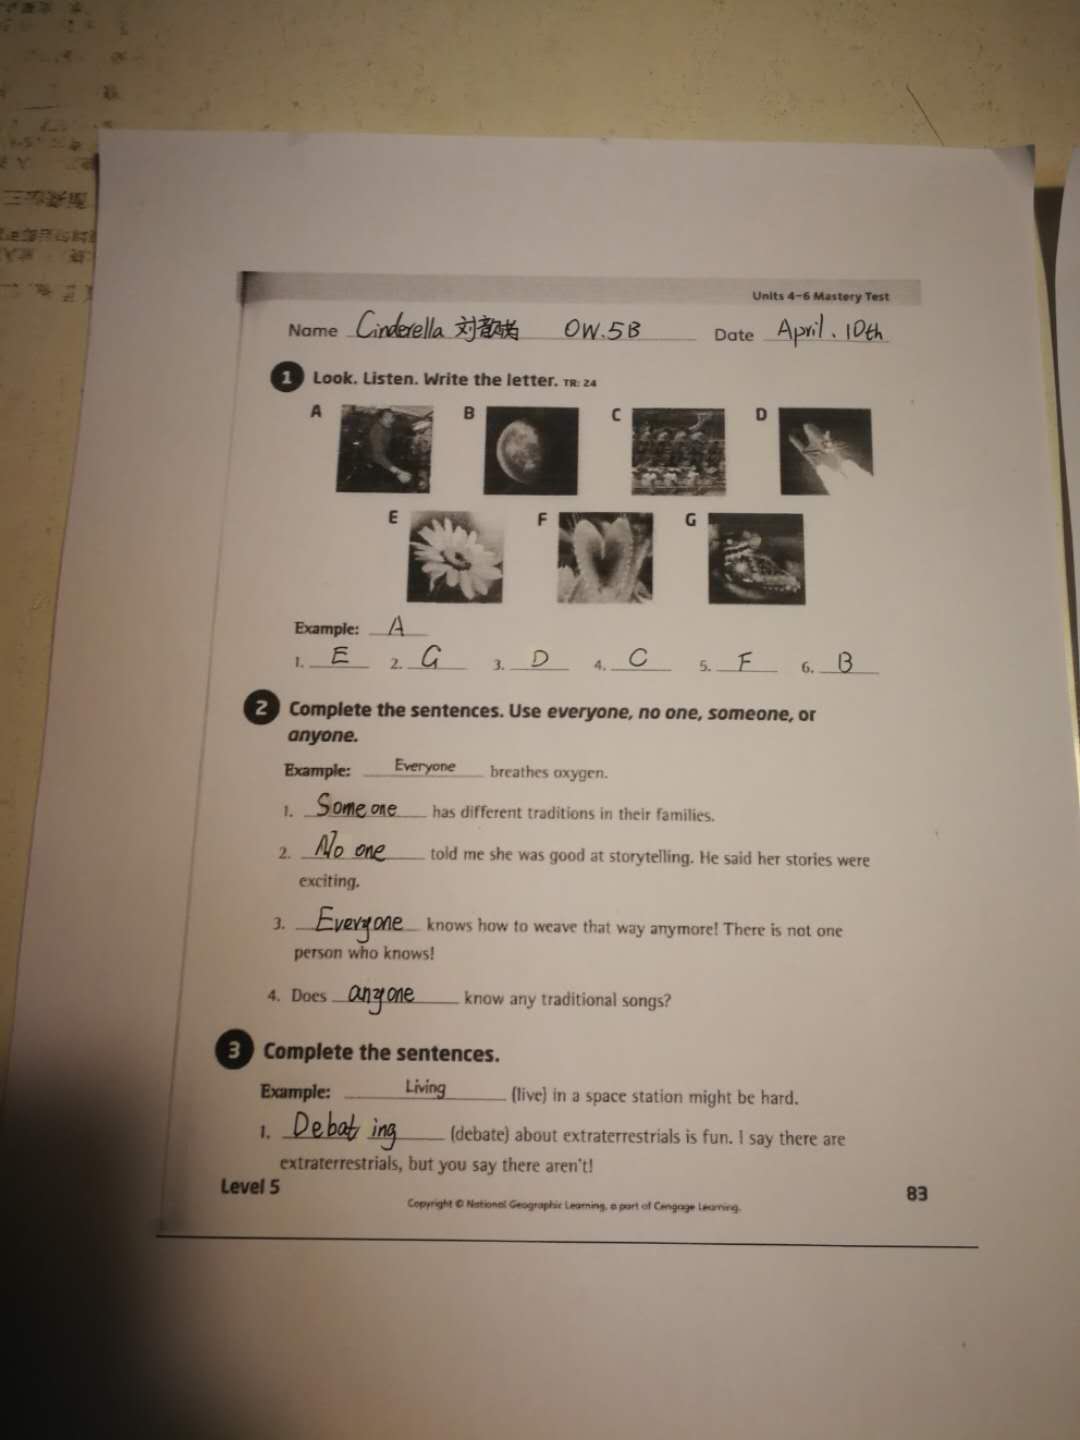 Units 4–6 Mastery Test
Name Cinderella 刘 OW.5B Date April. 10th
1 Look. Listen. Write the letter. TR: 24
A B C D
E F G
Example: A
1. E 2. G 3. D 4. C 5. F 6. B
2 Complete the sentences. Use everyone, no one, someone, or
anyone.
Example: Everyone breathes oxygen.
1. Someone has different traditions in their families.
2. No one told me she was good at storytelling. He said her stories were
exciting.
3. Everyone knows how to weave that way anymore! There is not one
person who knows!
4. Does anyone know any traditional songs?
3 Complete the sentences.
Example: Living (live) in a space station might be hard.
1. Debating (debate) about extraterrestrials is fun. I say there are
extraterrestrials, but you say there aren't!
Level 5 83
Copyright © National Geographic Learning, a part of Cengage Learning.